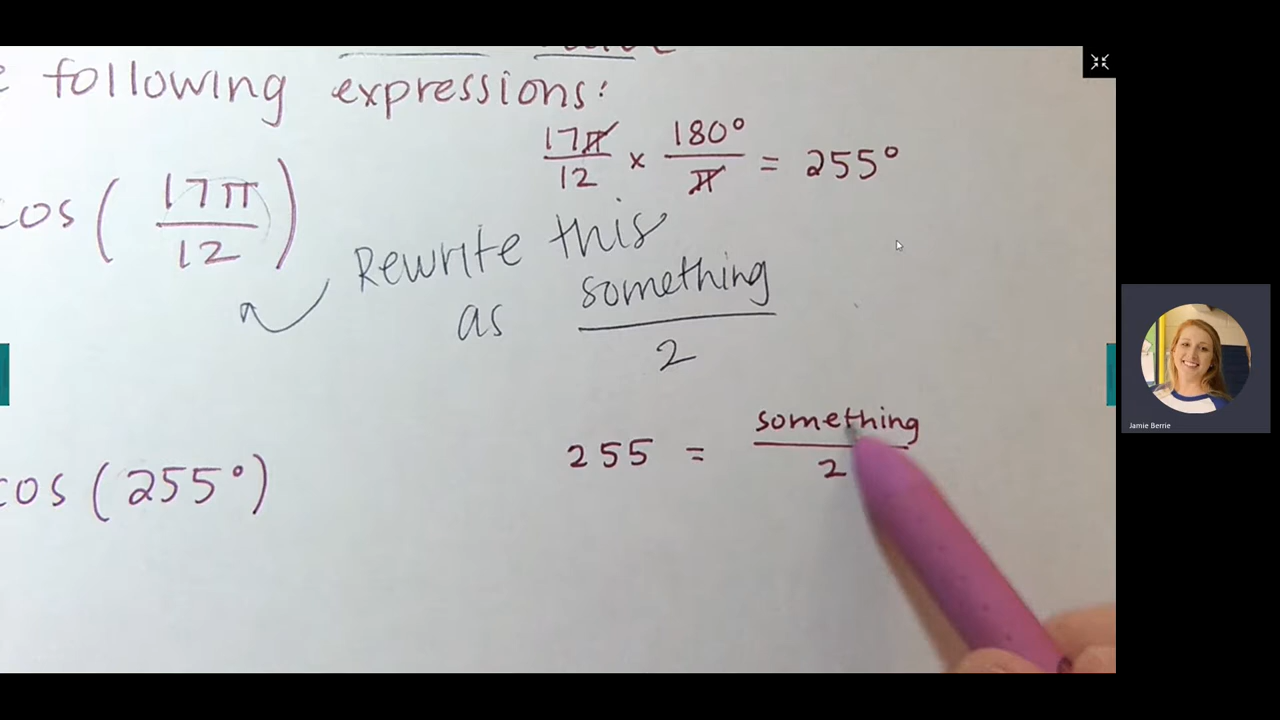 following expressions:
17π/12 × 180°/π = 255°
cos(17π/12)
Rewrite this
as something/2
255 = something/2
cos(255°)
Jamie Berrie